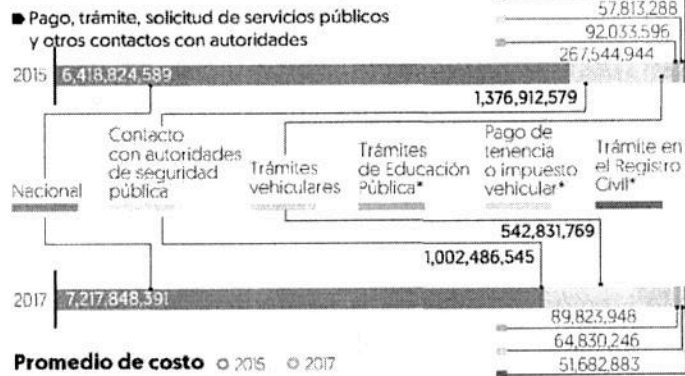 ▶ Pago, trámite, solicitud de servicios públicos
y otros contactos con autoridades
57,813,288
92,033,596
267,544,944
2015 6,418,824,589
1,376,912,579
Nacional
Contacto
con autoridades
de seguridad
pública
Trámites
vehiculares
Trámites
de Educación
Pública*
Pago de
tenencia
o impuesto
vehicular*
Trámite en
el Registro
Civil*
542,831,769
1,002,486,545
2017 7,217,848,391
89,823,948
64,830,246
51,682,883
Promedio de costo 2015 2017